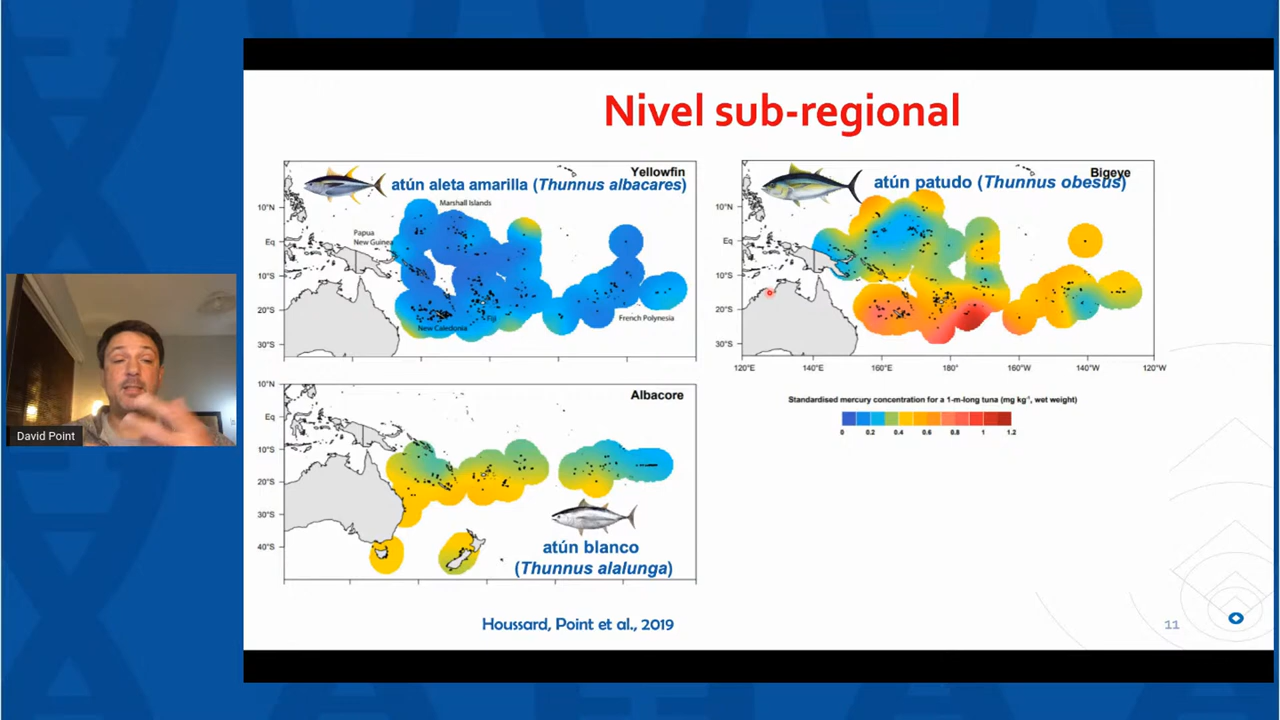 Nivel sub-regional
Yellowfin
atún aleta amarilla (Thunnus albacares)
Marshall Islands
Papua
New Guinea
New Caledonia
Fiji
French Polynesia
10°N
Eq
10°S
20°S
30°S
Bigeye
atún patudo (Thunnus obesus)
10°N
Eq
10°S
20°S
30°S
120°E
140°E
160°E
180°
160°W
140°W
120°W
Standardised mercury concentration for a 1-m-long tuna (mg kg-1, wet weight)
0 0.2 0.4 0.6 0.8 1 1.2
Albacore
10°N
Eq
10°S
20°S
30°S
40°S
atún blanco
(Thunnus alalunga)
Houssard, Point et al., 2019
11
David Point